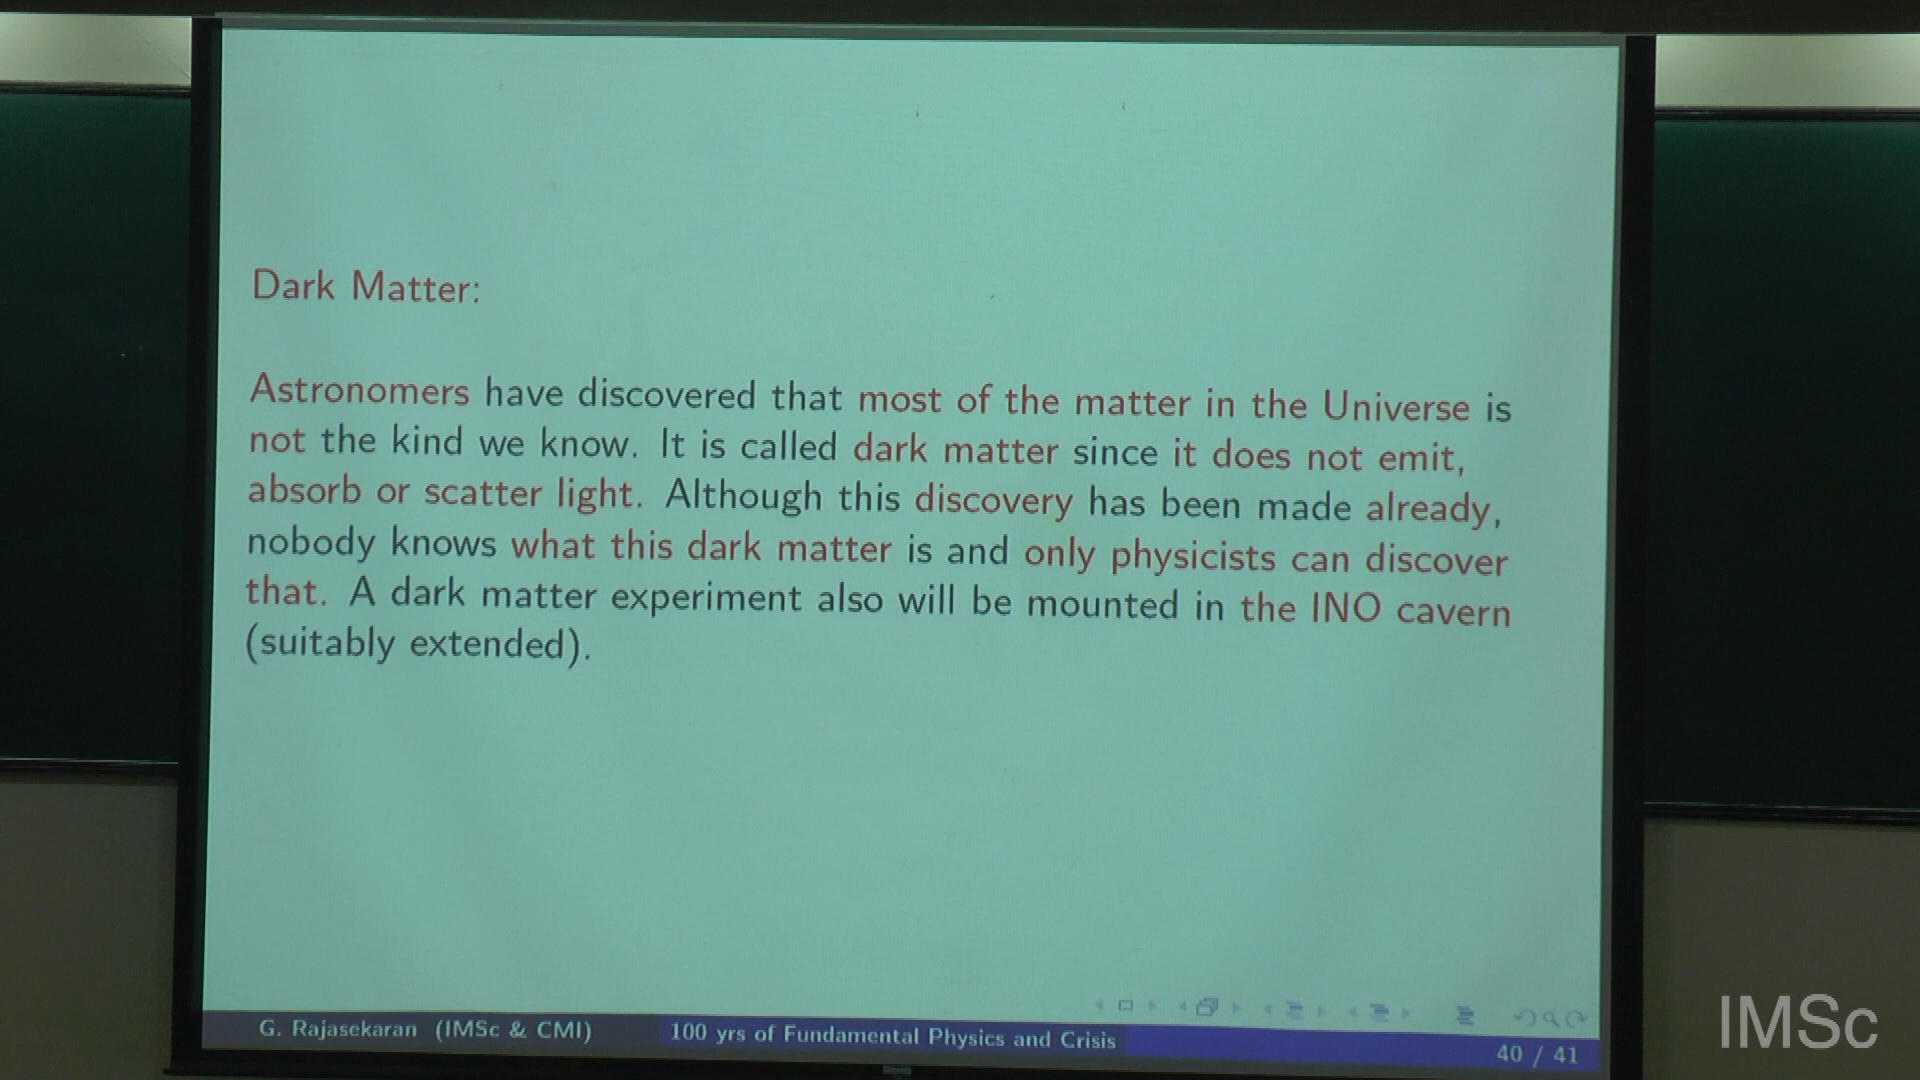 Dark Matter:
Astronomers have discovered that most of the matter in the Universe is
not the kind we know. It is called dark matter since it does not emit,
absorb or scatter light. Although this discovery has been made already,
nobody knows what this dark matter is and only physicists can discover
that. A dark matter experiment also will be mounted in the INO cavern
(suitably extended).
G. Rajasekaran (IMSc & CMI)
100 yrs of Fundamental Physics and Crisis
40 / 41
IMSc